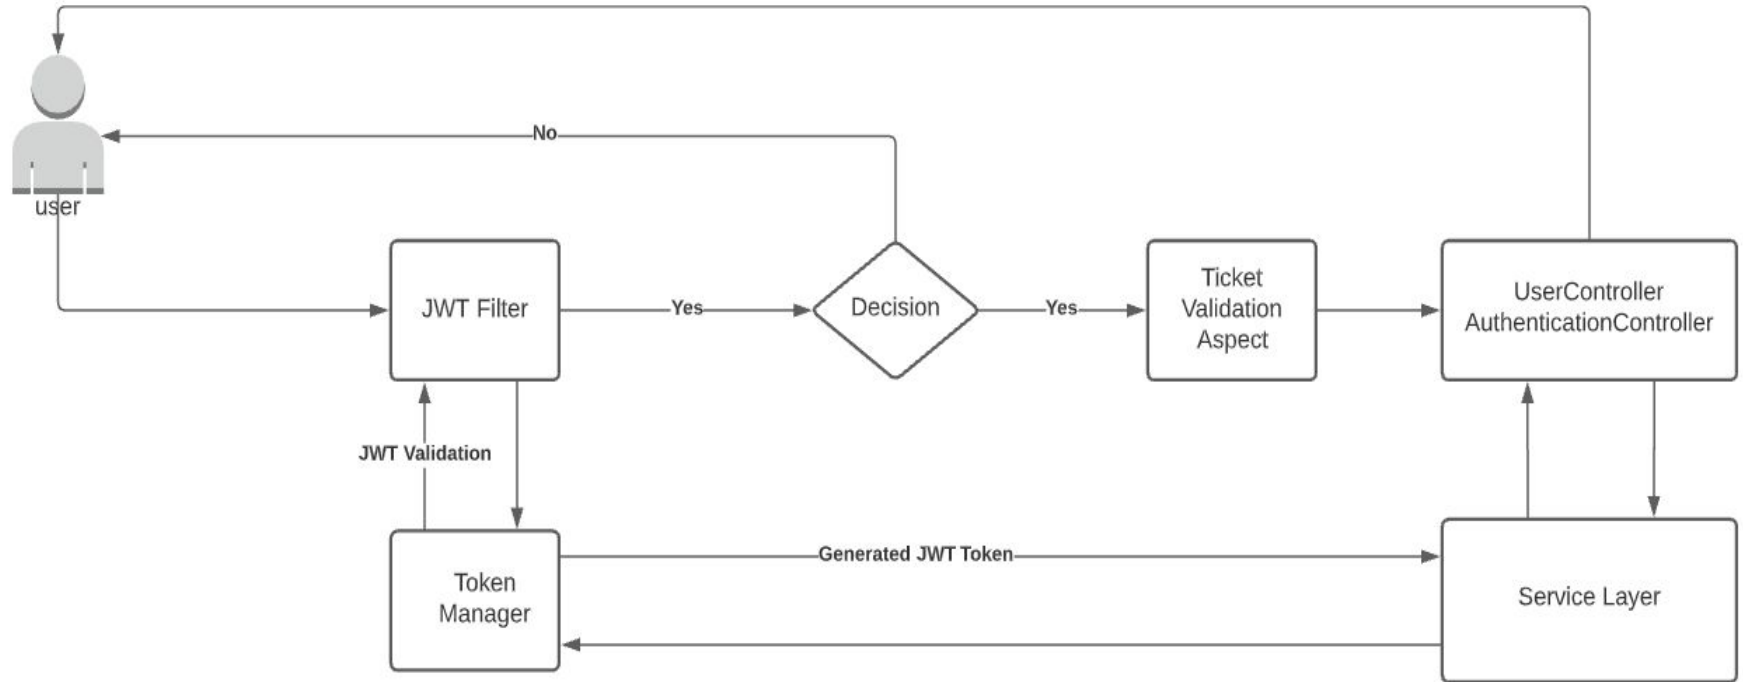 No
user
JWT Filter
Yes
Decision
Yes
Ticket
Validation
Aspect
UserController
AuthenticationController
JWT Validation
Token
Manager
Generated JWT Token
Service Layer